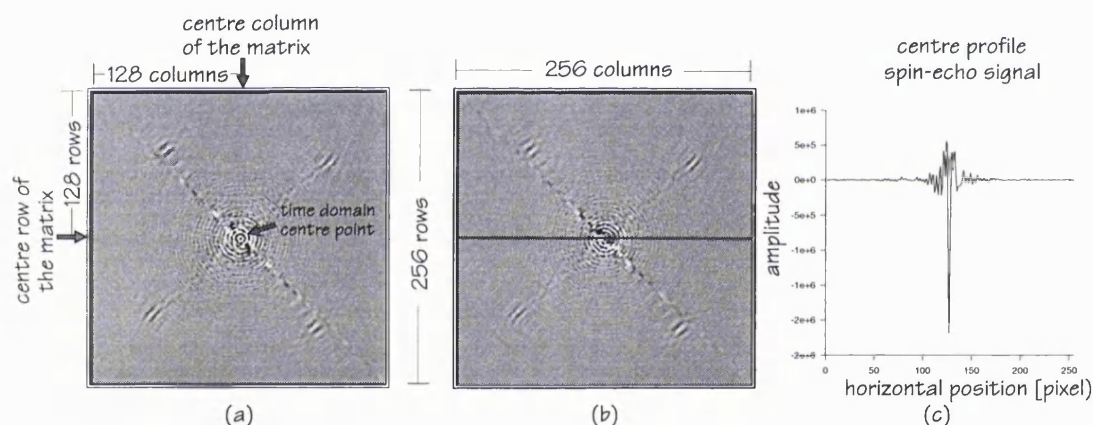 centre column
of the matrix
128 columns
256 columns
centre profile
spin-echo signal
centre row of
the matrix
128 rows
time domain
centre point
256 rows
amplitude
1e+6
5e+5
0e+0
-5e+5
-1e+6
-2e+6
-2e+6
0 50 100 150 200 250
horizontal position [pixel]
(a)
(b)
(c)